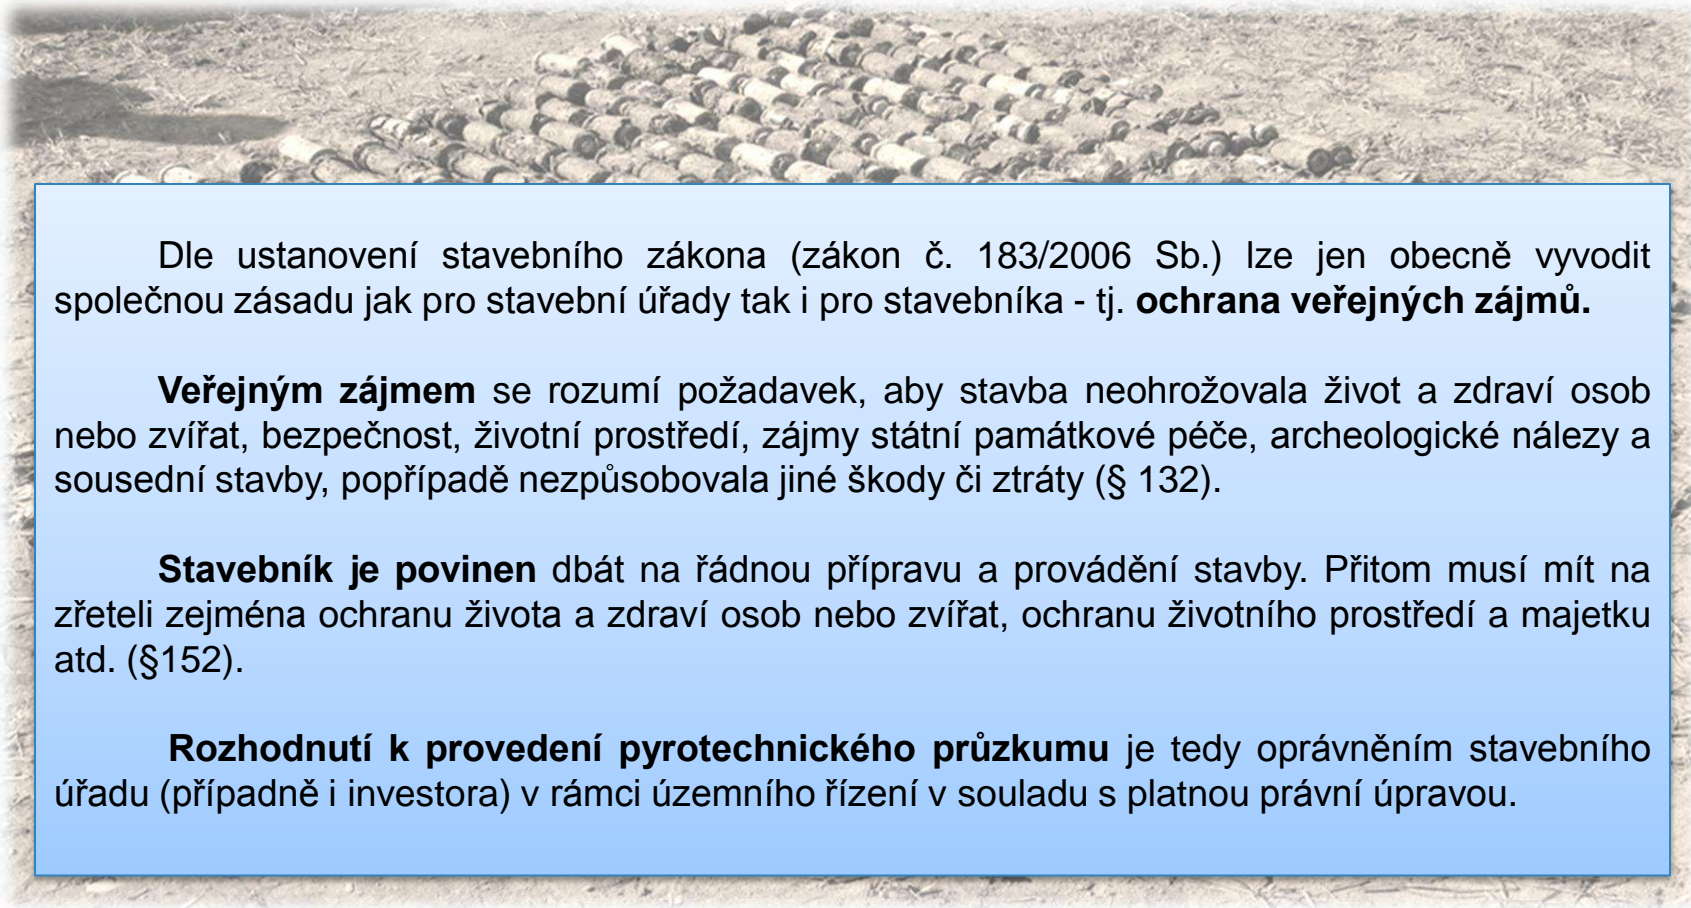 Dle ustanovení stavebního zákona (zákon č. 183/2006 Sb.) lze jen obecně vyvodit
společnou zásadu jak pro stavební úřady tak i pro stavebníka - tj. ochrana veřejných zájmů.
Veřejným zájmem se rozumí požadavek, aby stavba neohrožovala život a zdraví osob
nebo zvířat, bezpečnost, životní prostředí, zájmy státní památkové péče, archeologické nálezy a
sousední stavby, popřípadě nezpůsobovala jiné škody či ztráty (§ 132).
Stavebník je povinen dbát na řádnou přípravu a provádění stavby. Přitom musí mít na
zřeteli zejména ochranu života a zdraví osob nebo zvířat, ochranu životního prostředí a majetku
atd. (§152).
Rozhodnutí k provedení pyrotechnického průzkumu je tedy oprávněním stavebního
úřadu (případně i investora) v rámci územního řízení v souladu s platnou právní úpravou.